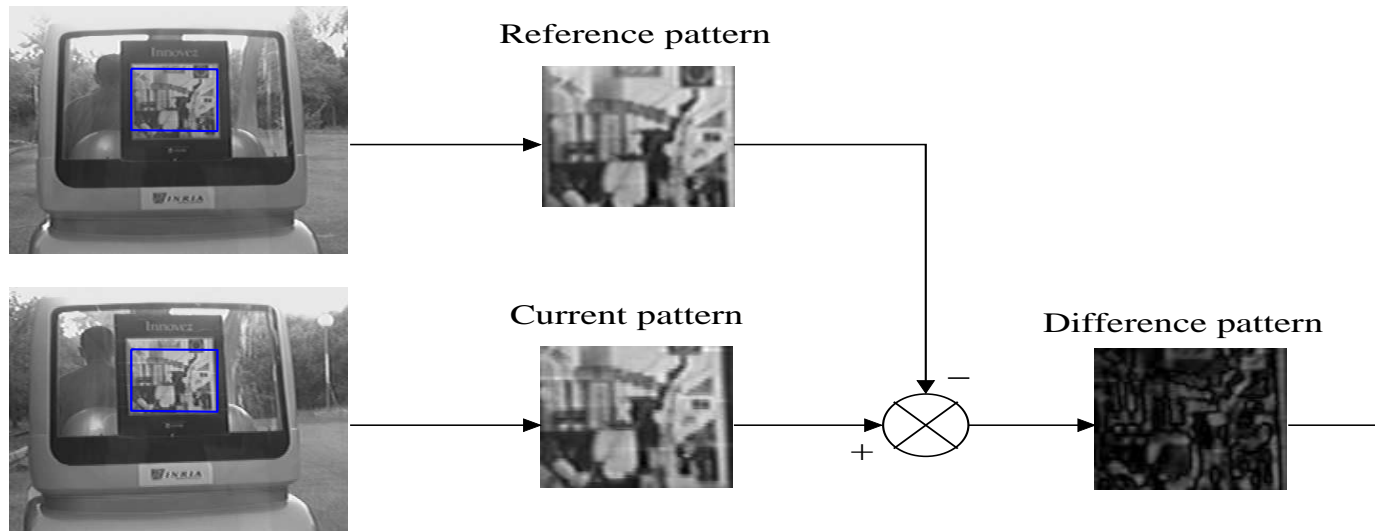 Reference pattern
Innovez
INRIA
Current pattern
Innovez
INRIA
Difference pattern
−
+